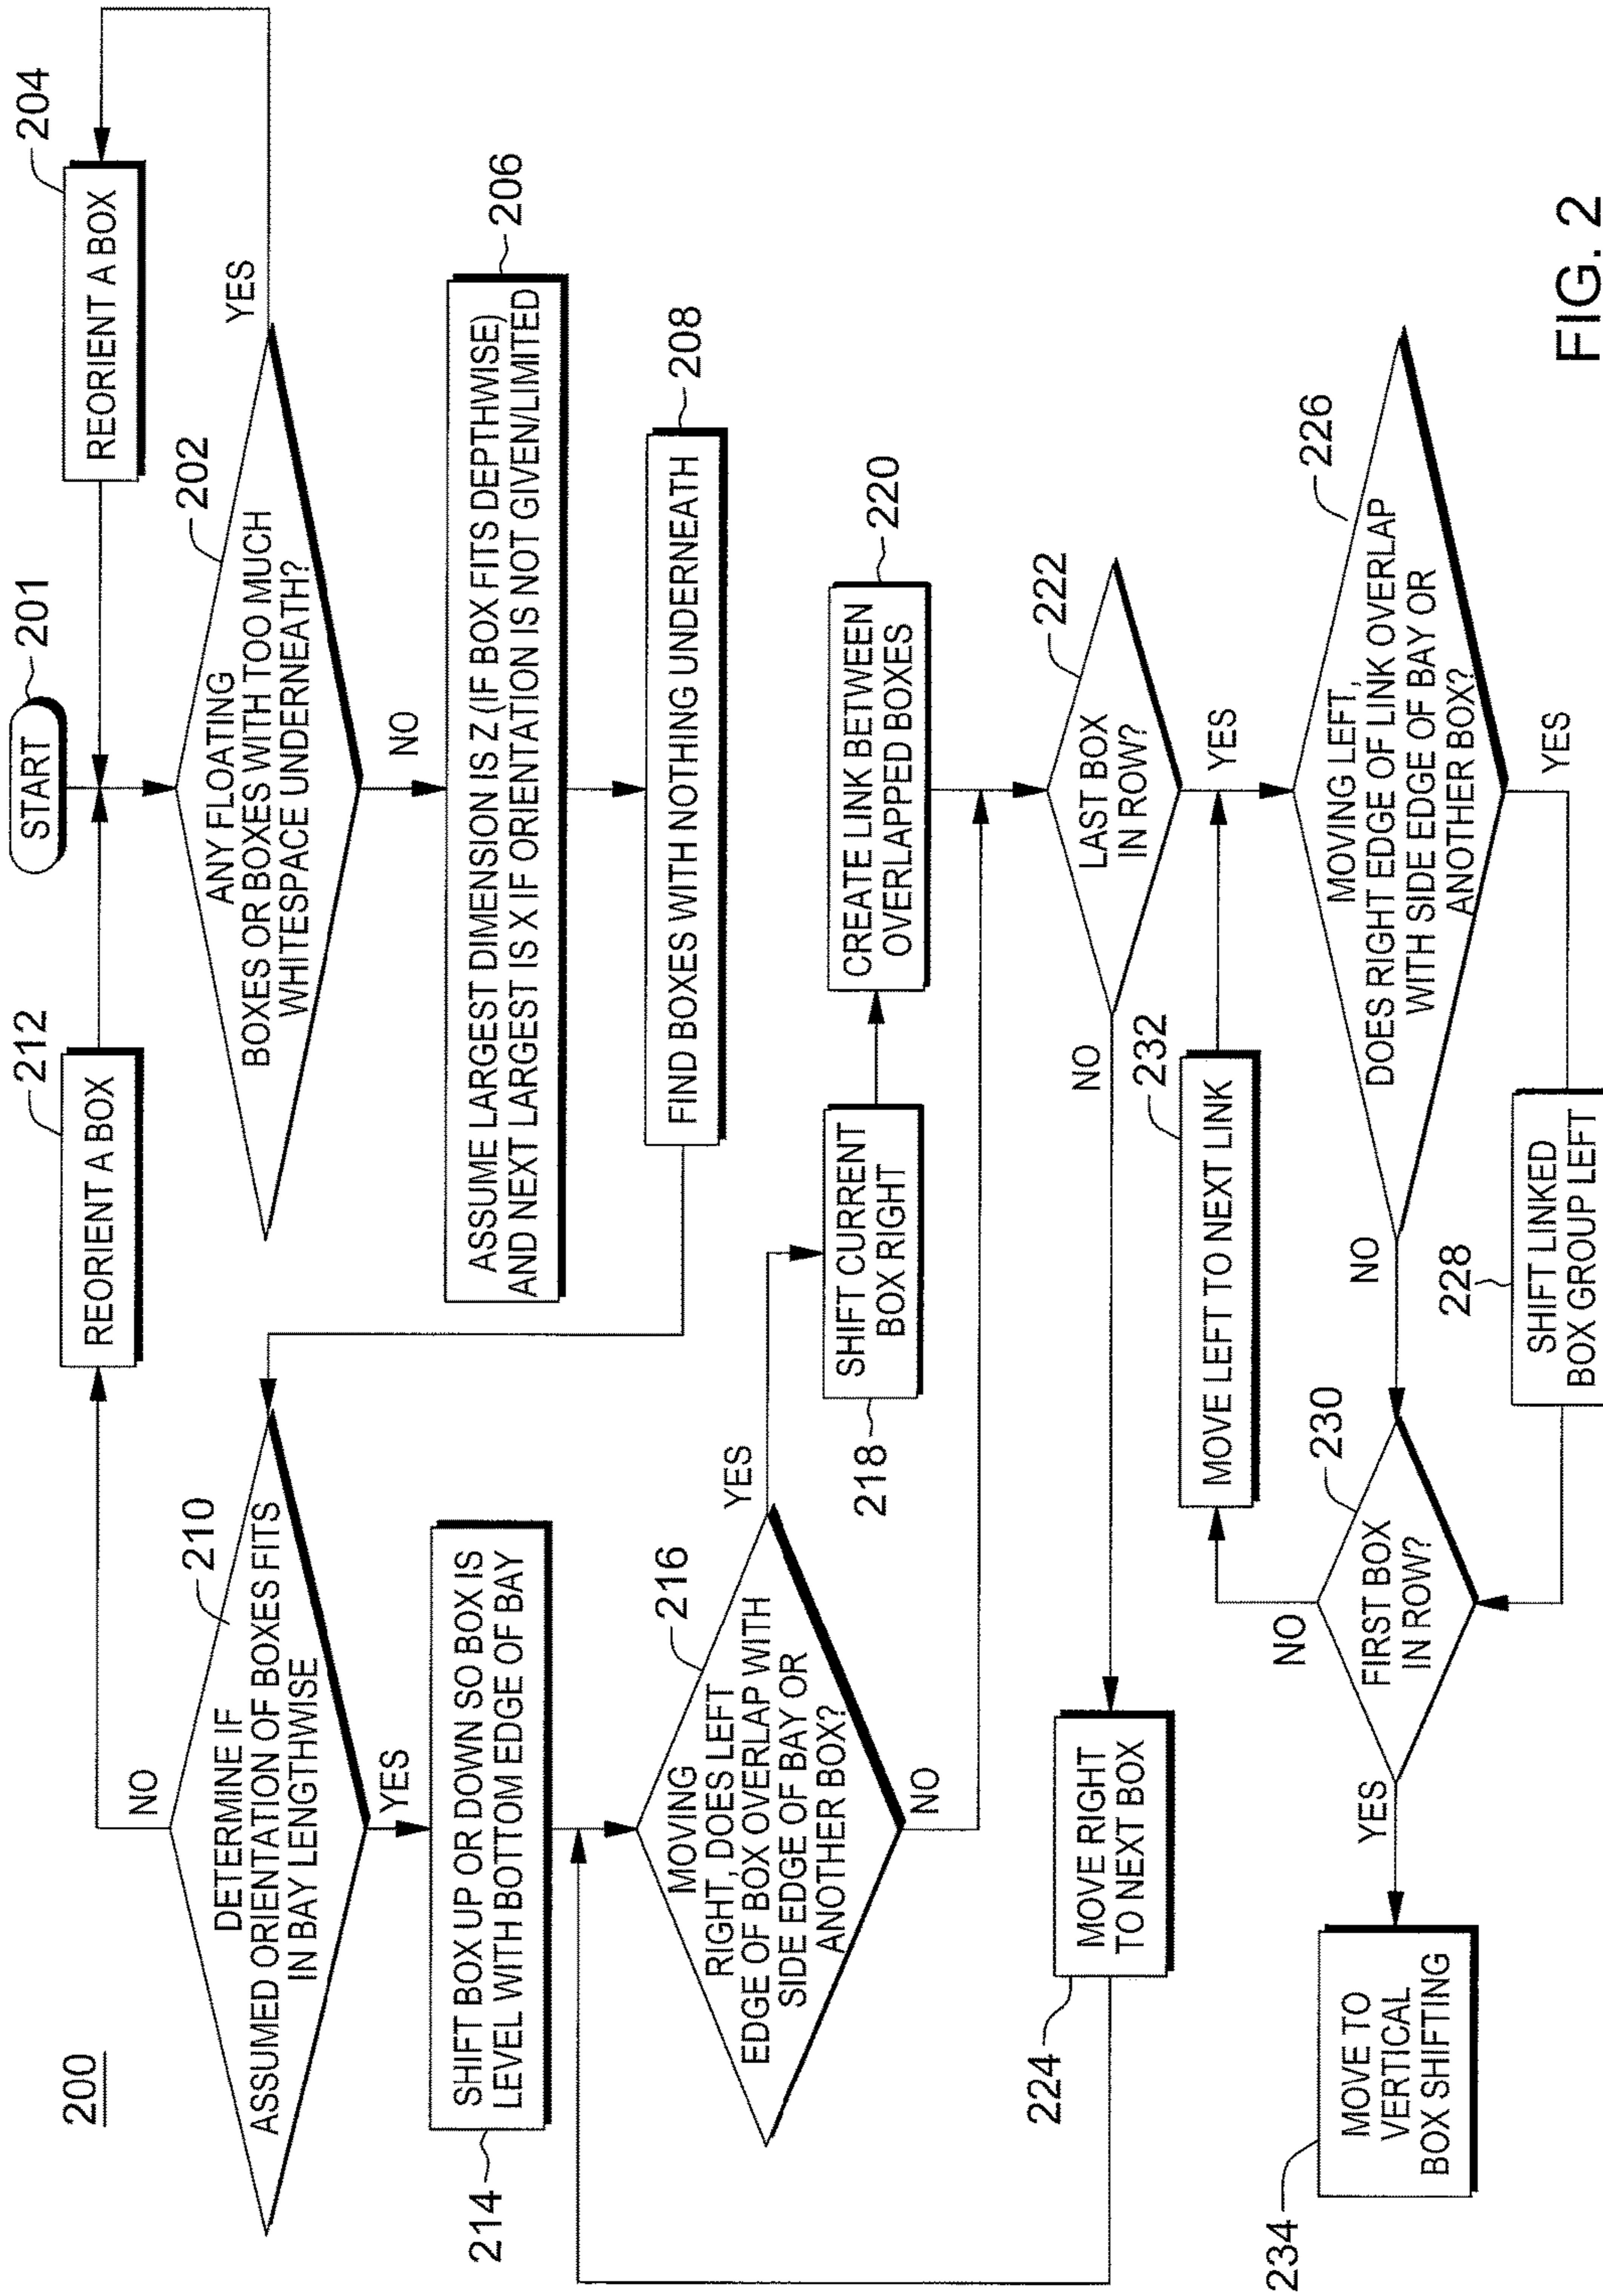 200
START
201
REORIENT A BOX
204
ANY FLOATING
BOXES OR BOXES WITH TOO MUCH
WHITESPACE UNDERNEATH?
202
YES
NO
ASSUME LARGEST DIMENSION IS Z (IF BOX FITS DEPTHWISE)
AND NEXT LARGEST IS X IF ORIENTATION IS NOT GIVEN/LIMITED
206
FIND BOXES WITH NOTHING UNDERNEATH
208
DETERMINE IF
ASSUMED ORIENTATION OF BOXES FITS
IN BAY LENGTHWISE
210
NO
REORIENT A BOX
212
YES
SHIFT BOX UP OR DOWN SO BOX IS
LEVEL WITH BOTTOM EDGE OF BAY
214
MOVING
RIGHT, DOES LEFT
EDGE OF BOX OVERLAP WITH
SIDE EDGE OF BAY OR
ANOTHER BOX?
216
YES
NO
SHIFT CURRENT
BOX RIGHT
218
CREATE LINK BETWEEN
OVERLAPPED BOXES
220
LAST BOX
IN ROW?
222
NO
YES
MOVE RIGHT
TO NEXT BOX
224
MOVING LEFT,
DOES RIGHT EDGE OF LINK OVERLAP
WITH SIDE EDGE OF BAY OR
ANOTHER BOX?
226
NO
YES
SHIFT LINKED
BOX GROUP LEFT
228
FIRST BOX
IN ROW?
230
NO
YES
MOVE LEFT TO NEXT LINK
232
MOVE TO
VERTICAL
BOX SHIFTING
234
FIG. 2